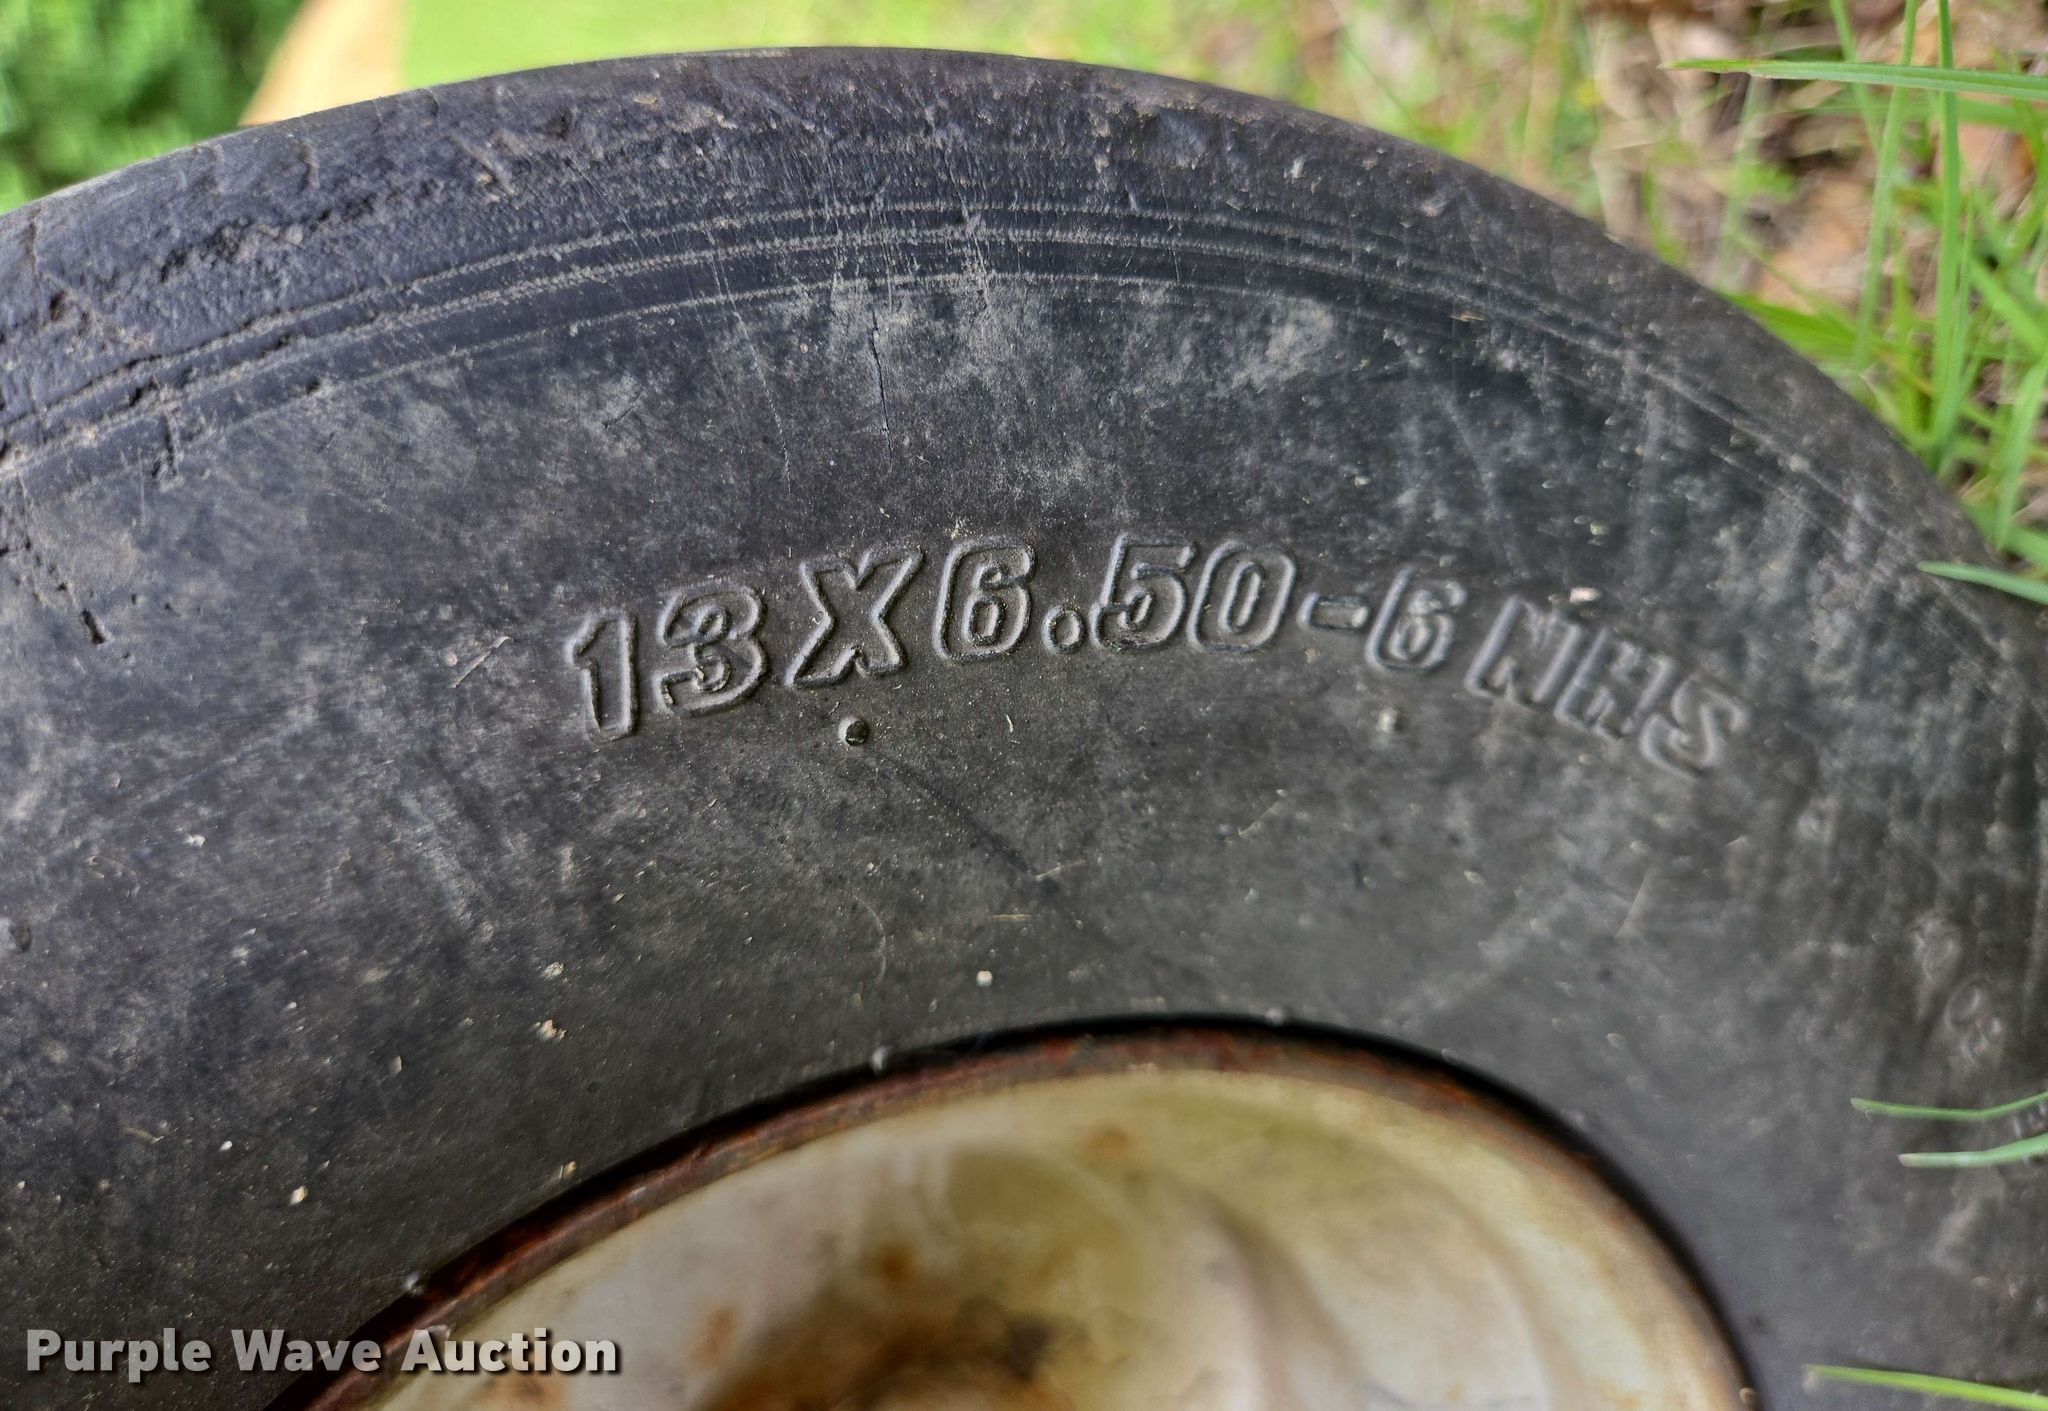 13X6.50-6 NHS
Purple Wave Auction